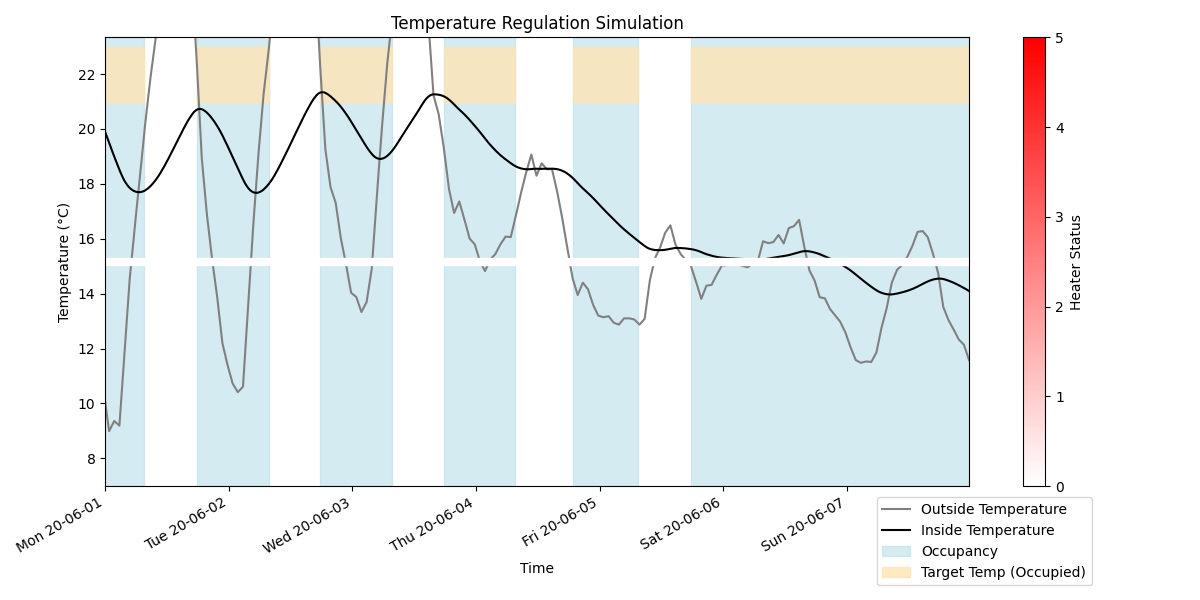 Temperature Regulation Simulation
Temperature (°C)
22
20
18
16
14
12
10
8
Mon 20-06-01
Tue 20-06-02
Wed 20-06-03
Thu 20-06-04
Fri 20-06-05
Sat 20-06-06
Sun 20-06-07
Time
5
4
3
2
1
0
Heater Status
Outside Temperature
Inside Temperature
Occupancy
Target Temp (Occupied)